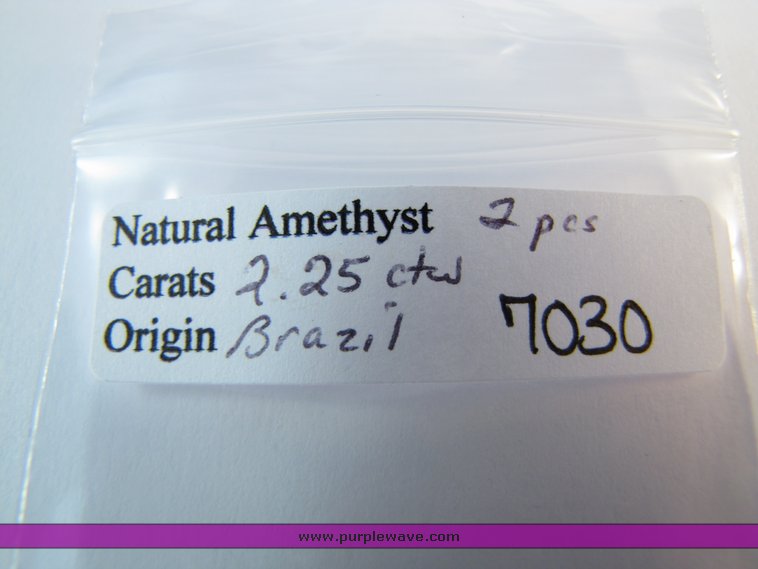 Natural Amethyst 2 pcs
Carats 2.25 ctw
Origin Brazil 7030
www.purplewave.com